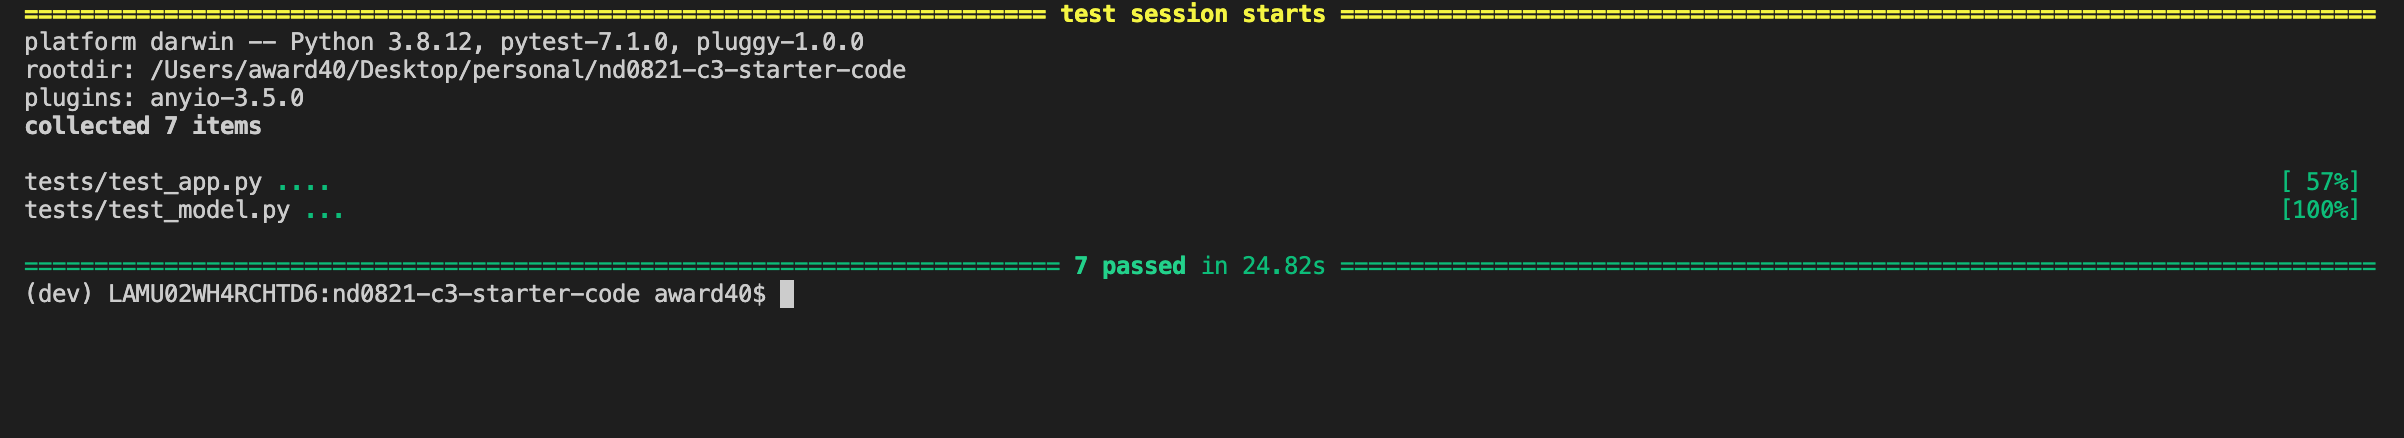 ========================================================================= test session starts ==========================================================================
platform darwin -- Python 3.8.12, pytest-7.1.0, pluggy-1.0.0
rootdir: /Users/award40/Desktop/personal/nd0821-c3-starter-code
plugins: anyio-3.5.0
collected 7 items
tests/test_app.py .... [ 57%]
tests/test_model.py ... [100%]
========================================================================== 7 passed in 24.82s ==========================================================================
(dev) LAMU02WH4RCHTD6:nd0821-c3-starter-code award40$